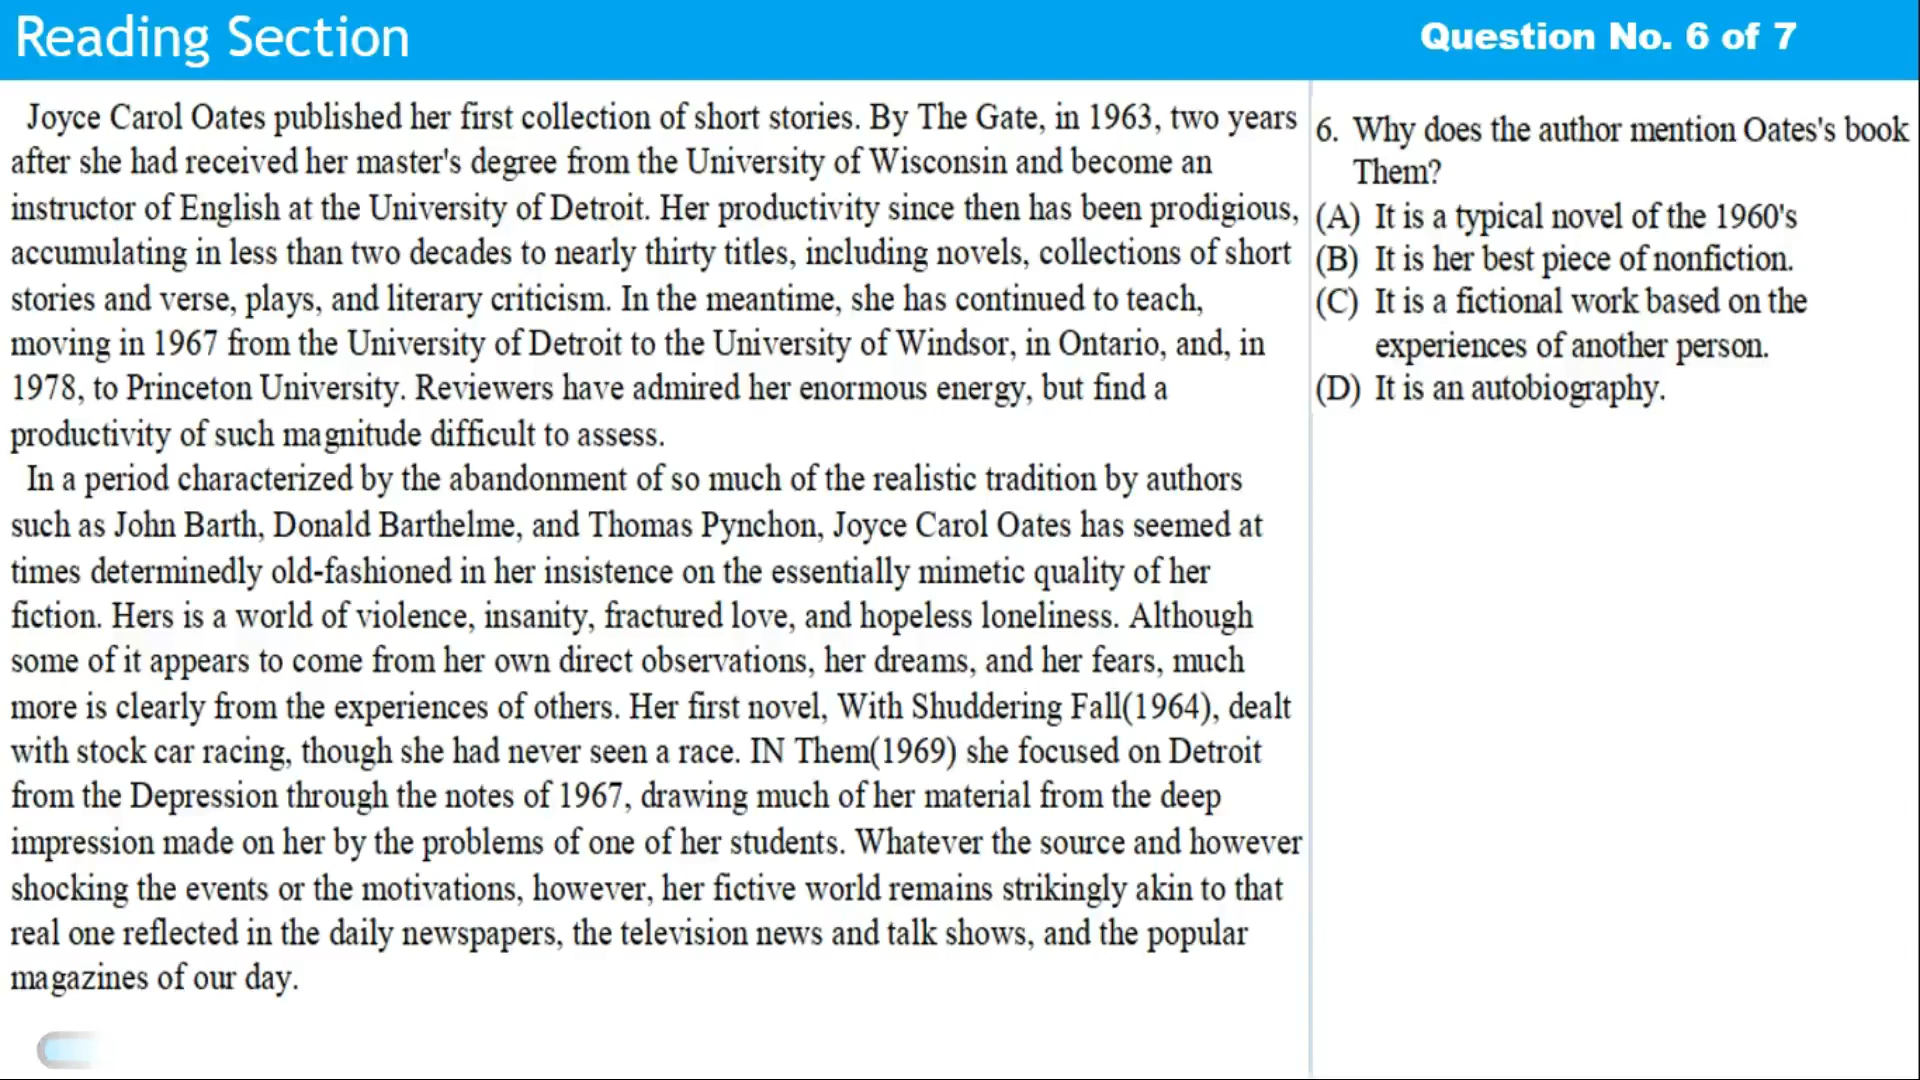 Reading Section
Question No. 6 of 7
Joyce Carol Oates published her first collection of short stories. By The Gate, in 1963, two years
after she had received her master's degree from the University of Wisconsin and become an
instructor of English at the University of Detroit. Her productivity since then has been prodigious,
accumulating in less than two decades to nearly thirty titles, including novels, collections of short
stories and verse, plays, and literary criticism. In the meantime, she has continued to teach,
moving in 1967 from the University of Detroit to the University of Windsor, in Ontario, and, in
1978, to Princeton University. Reviewers have admired her enormous energy, but find a
productivity of such magnitude difficult to assess.
In a period characterized by the abandonment of so much of the realistic tradition by authors
such as John Barth, Donald Barthelme, and Thomas Pynchon, Joyce Carol Oates has seemed at
times determinedly old-fashioned in her insistence on the essentially mimetic quality of her
fiction. Hers is a world of violence, insanity, fractured love, and hopeless loneliness. Although
some of it appears to come from her own direct observations, her dreams, and her fears, much
more is clearly from the experiences of others. Her first novel, With Shuddering Fall(1964), dealt
with stock car racing, though she had never seen a race. IN Them(1969) she focused on Detroit
from the Depression through the notes of 1967, drawing much of her material from the deep
impression made on her by the problems of one of her students. Whatever the source and however
shocking the events or the motivations, however, her fictive world remains strikingly akin to that
real one reflected in the daily newspapers, the television news and talk shows, and the popular
magazines of our day.
6. Why does the author mention Oates's book
Them?
(A) It is a typical novel of the 1960's
(B) It is her best piece of nonfiction.
(C) It is a fictional work based on the
experiences of another person.
(D) It is an autobiography.